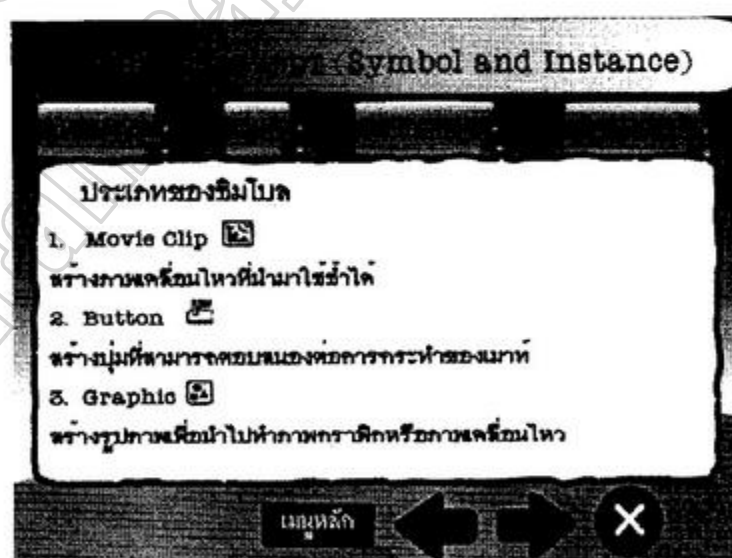 (Symbol and Instance)
ประเภทของซิมโบล
1. Movie Clip
สร้างภาพเคลื่อนไหวที่นำมาใช้ซ้ำได้
2. Button
สร้างปุ่มที่สามารถตอบสนองต่อการกระทำของเมาท์
3. Graphic
สร้างรูปภาพเพื่อนำไปทำภาพกราฟิกหรือภาพเคลื่อนไหว
เมนูหลัก